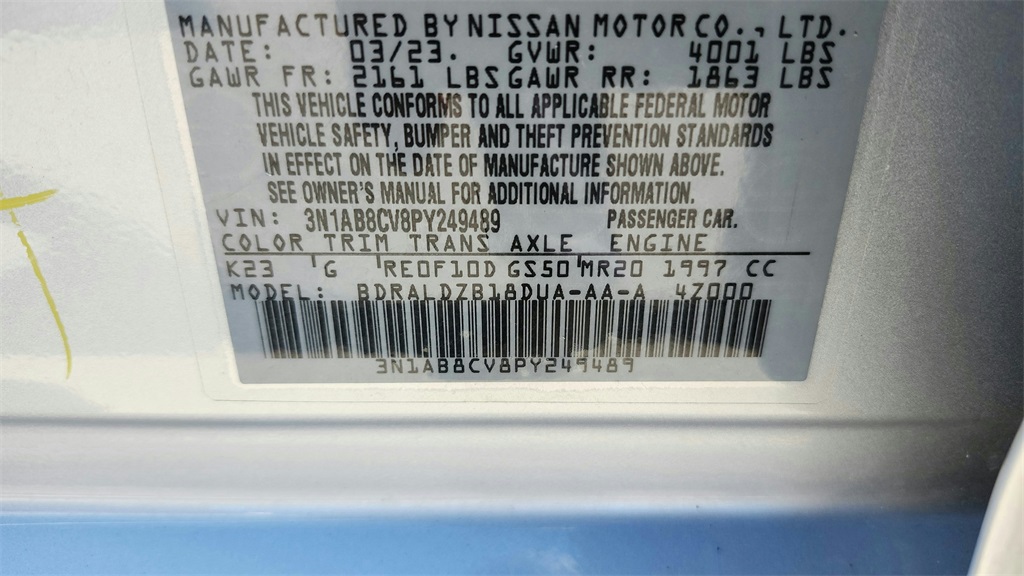 MANUFACTURED BY NISSAN MOTOR CO., LTD.
DATE: 03/23. GVWR: 4001 LBS
GAWR FR: 2161 LBS GAWR RR: 1863 LBS
THIS VEHICLE CONFORMS TO ALL APPLICABLE FEDERAL MOTOR
VEHICLE SAFETY, BUMPER AND THEFT PREVENTION STANDARDS
IN EFFECT ON THE DATE OF MANUFACTURE SHOWN ABOVE.
SEE OWNER'S MANUAL FOR ADDITIONAL INFORMATION.
VIN: 3N1AB8CV8PY249489 PASSENGER CAR.
COLOR TRIM TRANS AXLE ENGINE
K23 G RE0F10D GS50 MR20 1997 CC
MODEL: BDRALDZB18DUA-AA-A 4Z000
3N1AB8CV8PY249489